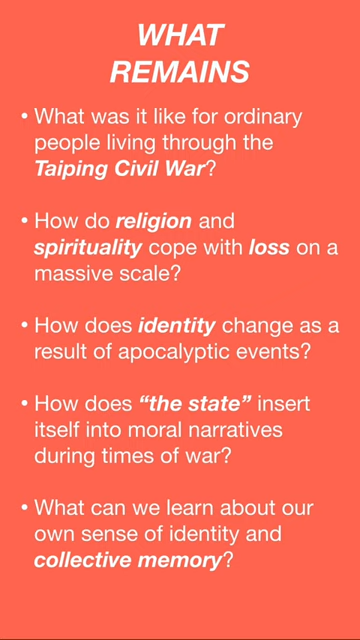 WHAT
REMAINS
• What was it like for ordinary
people living through the
Taiping Civil War?
• How do religion and
spirituality cope with loss on a
massive scale?
• How does identity change as a
result of apocalyptic events?
• How does “the state” insert
itself into moral narratives
during times of war?
• What can we learn about our
own sense of identity and
collective memory?